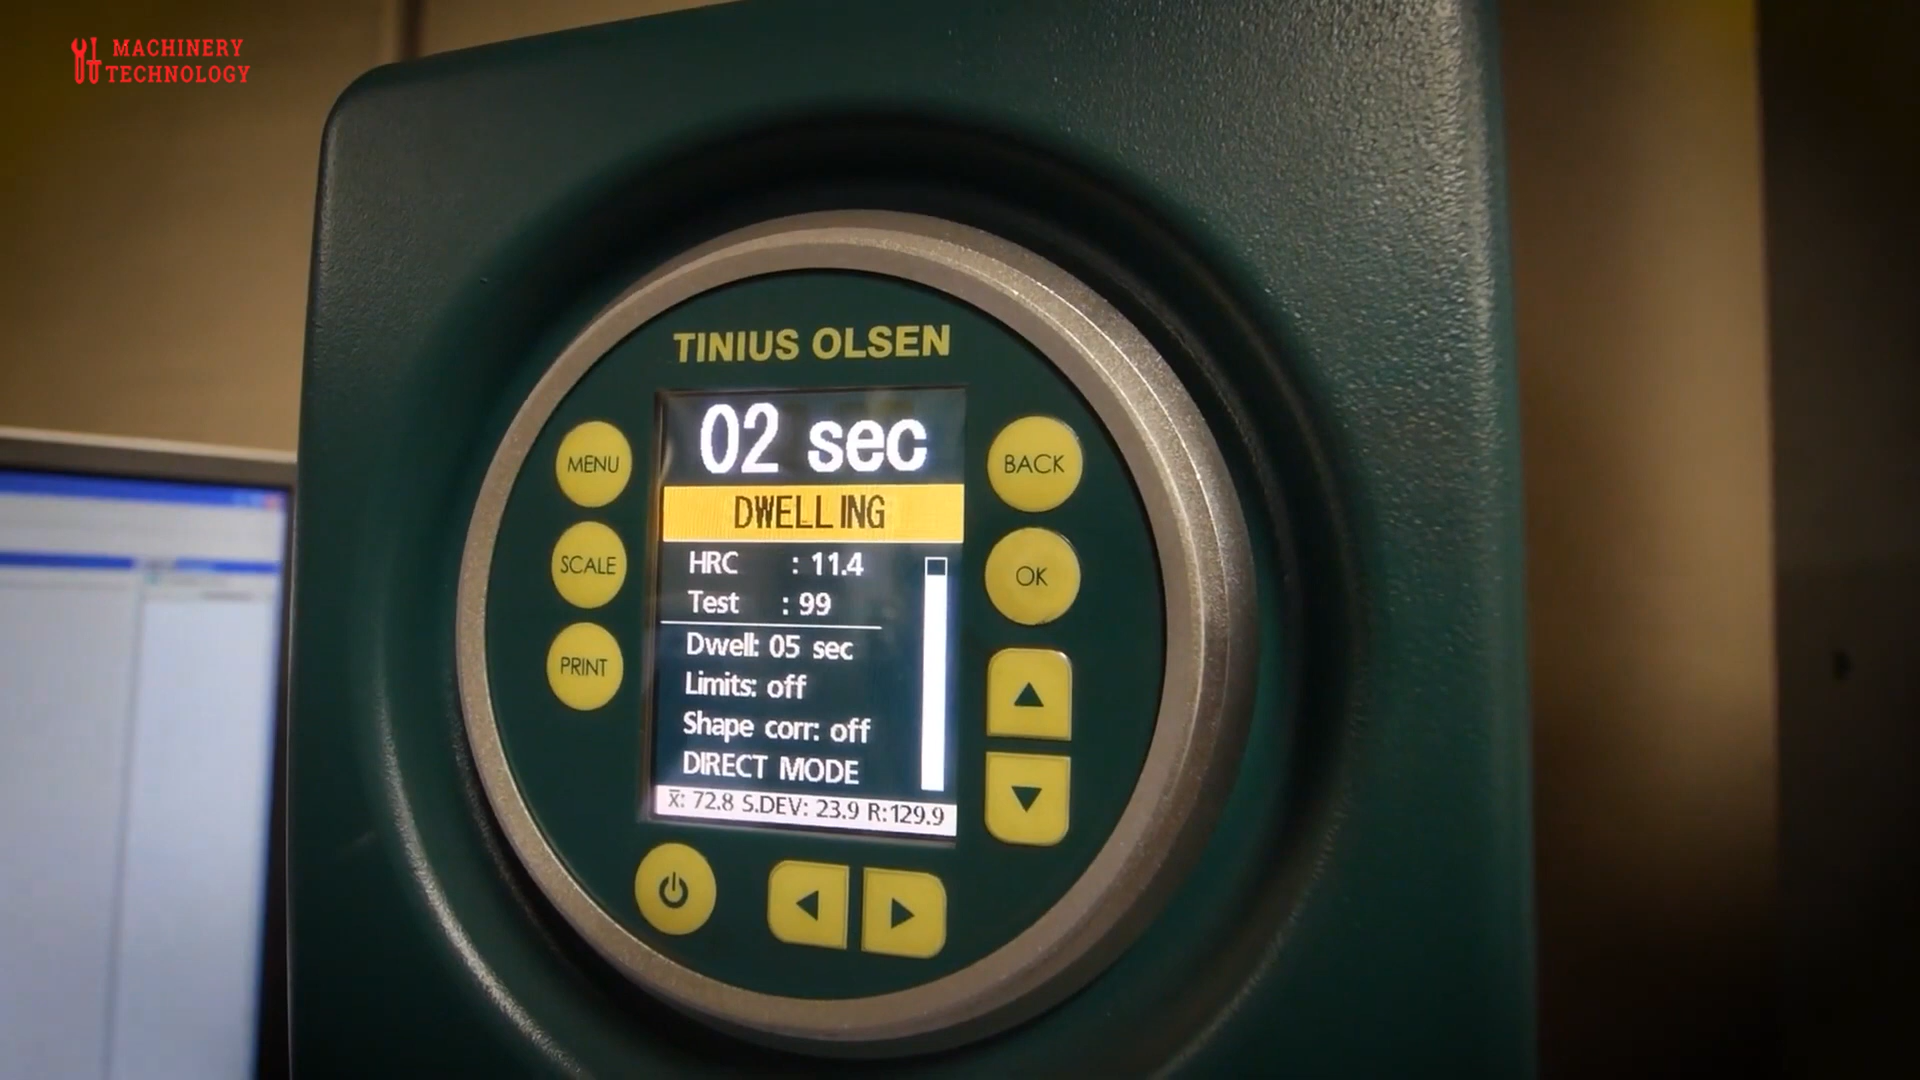 MACHINERY
TECHNOLOGY
TINIUS OLSEN
02 sec
DWELLING
HRC : 11.4
Test : 99
Dwell: 05 sec
Limits: off
Shape corr: off
DIRECT MODE
x̄: 72.8 S.DEV: 23.9 R:129.9
MENU
SCALE
PRINT
BACK
OK